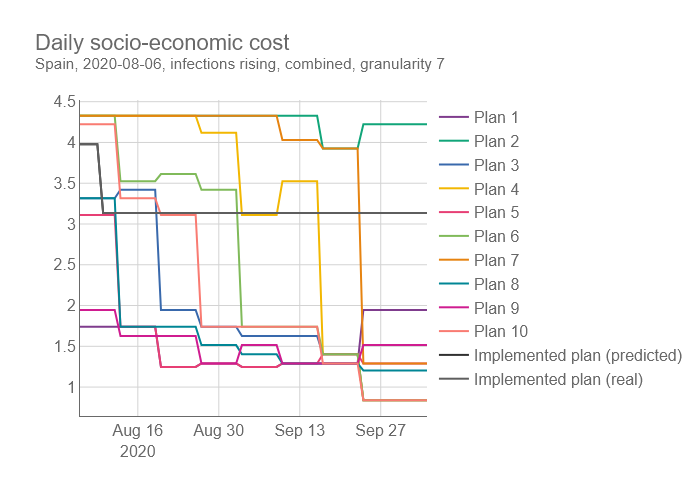 Daily socio-economic cost
Spain, 2020-08-06, infections rising, combined, granularity 7
4.5
4
3.5
3
2.5
2
1.5
1
Aug 16
2020
Aug 30
Sep 13
Sep 27
Plan 1
Plan 2
Plan 3
Plan 4
Plan 5
Plan 6
Plan 7
Plan 8
Plan 9
Plan 10
Implemented plan (predicted)
Implemented plan (real)